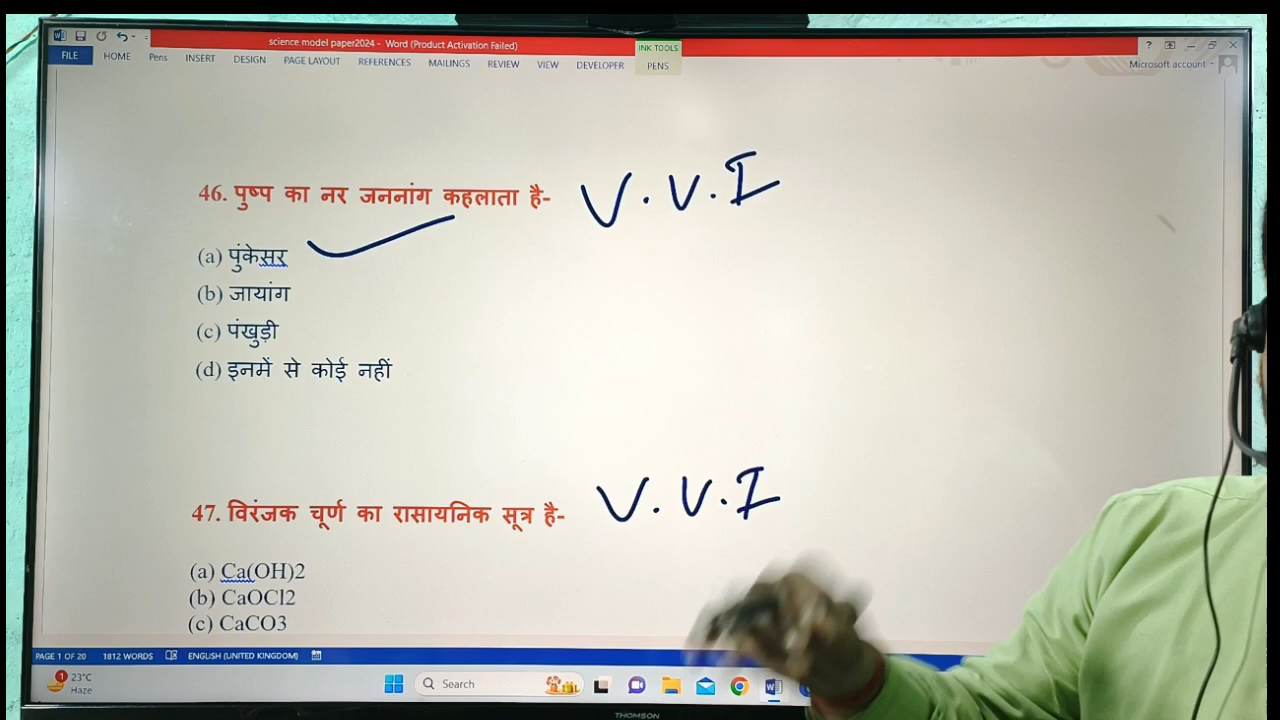 science model paper2024 - Word (Product Activation Failed)
INK TOOLS
FILE HOME Pens INSERT DESIGN PAGE LAYOUT REFERENCES MAILINGS REVIEW VIEW DEVELOPER PENS
Microsoft account
46. पुष्प का नर जननांग कहलाता है- V.V.I
(a) पुंकेसर
(b) जायांग
(c) पंखुड़ी
(d) इनमें से कोई नहीं
47. विरंजक चूर्ण का रासायनिक सूत्र है- V.V.I
(a) Ca(OH)2
(b) CaOCl2
(c) CaCO3
PAGE 1 OF 20 1812 WORDS ENGLISH (UNITED KINGDOM)
1 23°C
Haze
Search
THOMSON